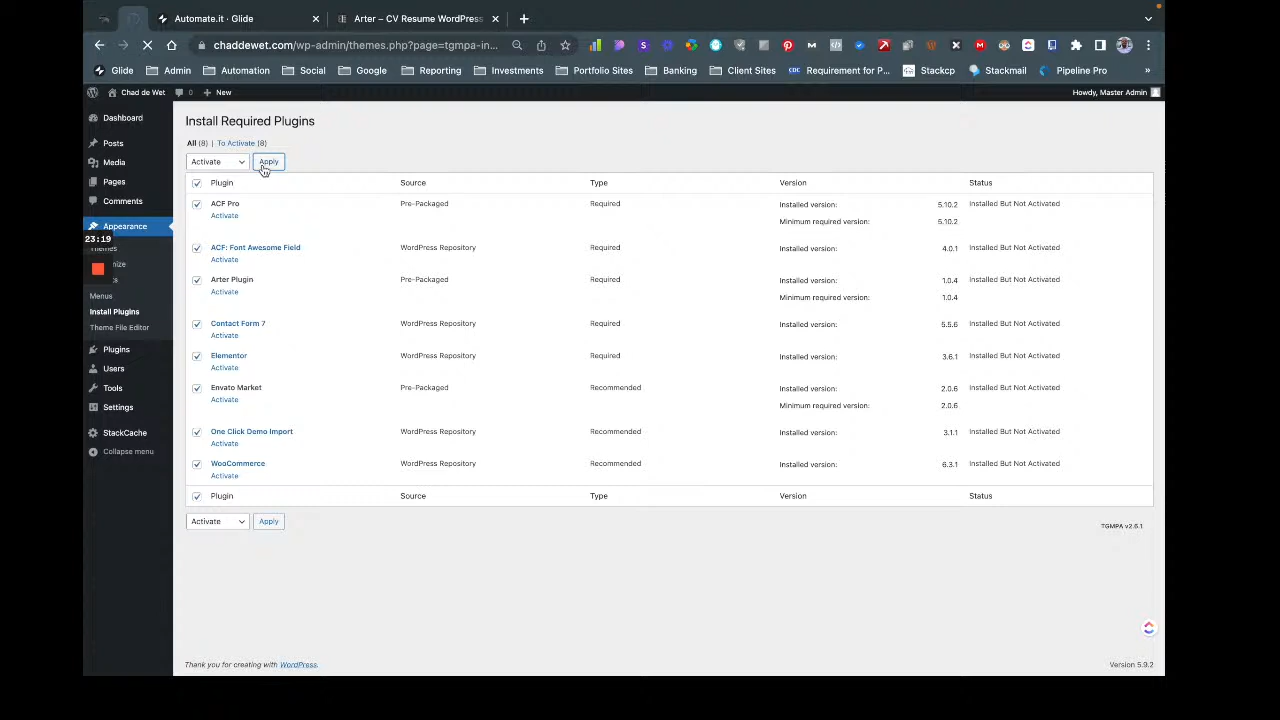 Automate.it · Glide
Arter – CV Resume WordPress
chaddewet.com/wp-admin/themes.php?page=tgmpa-in...
Glide
Admin
Automation
Social
Google
Reporting
Investments
Portfolio Sites
Banking
Client Sites
CDC
Requirement for P...
Stackcp
Stackmail
Pipeline Pro
»
Chad de Wet
0
+ New
Howdy, Master Admin
Dashboard
Posts
Media
Pages
Comments
Appearance
23:19
Menus
Install Plugins
Theme File Editor
Plugins
Users
Tools
Settings
StackCache
Collapse menu
Install Required Plugins
All (8) | To Activate (8)
Activate Apply
Plugin Source Type Version Status
ACF Pro Pre-Packaged Required Installed version: 5.10.2 Installed But Not Activated
Activate Minimum required version: 5.10.2
ACF: Font Awesome Field WordPress Repository Required Installed version: 4.0.1 Installed But Not Activated
Activate
Arter Plugin Pre-Packaged Required Installed version: 1.0.4 Installed But Not Activated
Activate Minimum required version: 1.0.4
Contact Form 7 WordPress Repository Required Installed version: 5.5.6 Installed But Not Activated
Activate
Elementor WordPress Repository Required Installed version: 3.6.1 Installed But Not Activated
Activate
Envato Market Pre-Packaged Recommended Installed version: 2.0.6 Installed But Not Activated
Activate Minimum required version: 2.0.6
One Click Demo Import WordPress Repository Recommended Installed version: 3.1.1 Installed But Not Activated
Activate
WooCommerce WordPress Repository Recommended Installed version: 6.3.1 Installed But Not Activated
Activate
Plugin Source Type Version Status
Activate Apply
TGMPA v2.6.1
Thank you for creating with WordPress.
Version 5.9.2